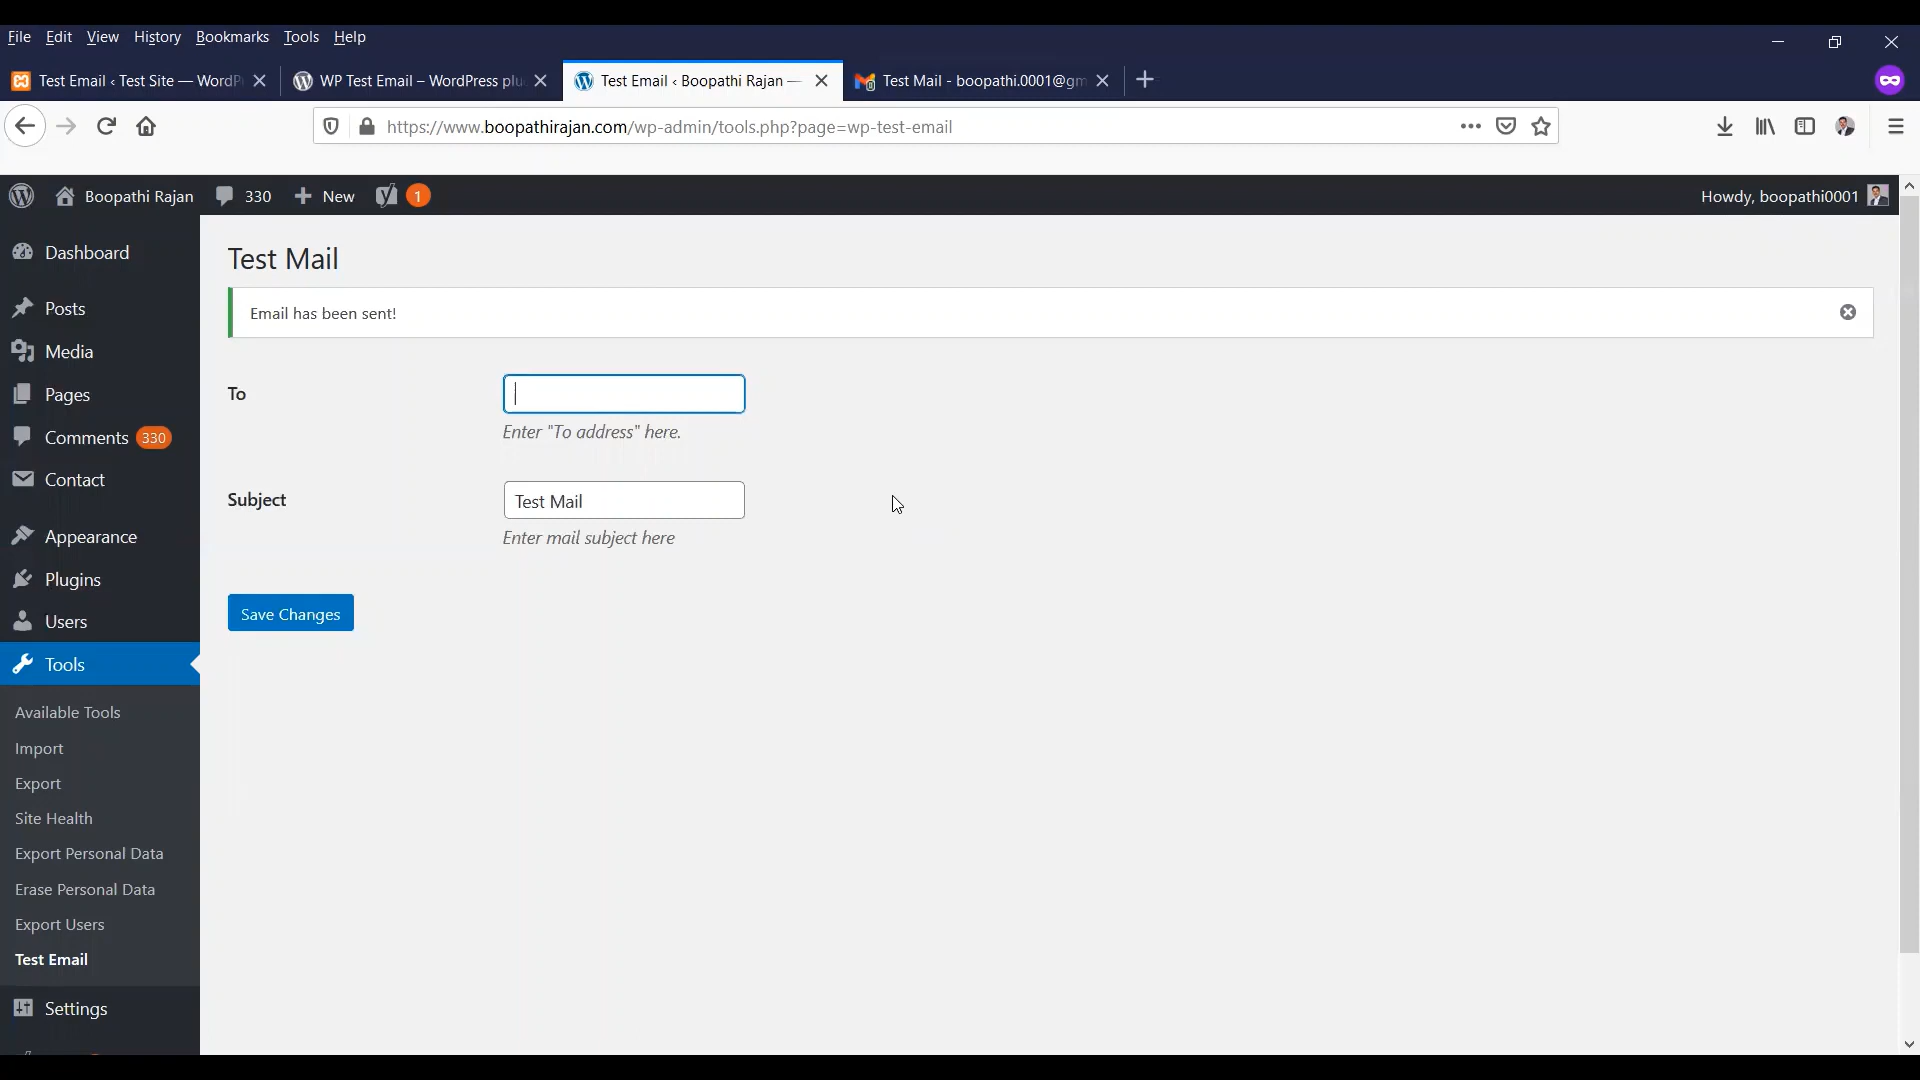 File Edit View History Bookmarks Tools Help
Test Email ‹ Test Site — WordP
WP Test Email – WordPress plu
Test Email ‹ Boopathi Rajan —
Test Mail - boopathi.0001@gm
https://www.boopathirajan.com/wp-admin/tools.php?page=wp-test-email
Boopathi Rajan 330 New 1 Howdy, boopathi0001
Dashboard
Posts
Media
Pages
Comments 330
Contact
Appearance
Plugins
Users
Tools
Available Tools
Import
Export
Site Health
Export Personal Data
Erase Personal Data
Export Users
Test Email
Settings
Test Mail
Email has been sent!
To
Enter "To address" here.
Subject Test Mail
Enter mail subject here
Save Changes